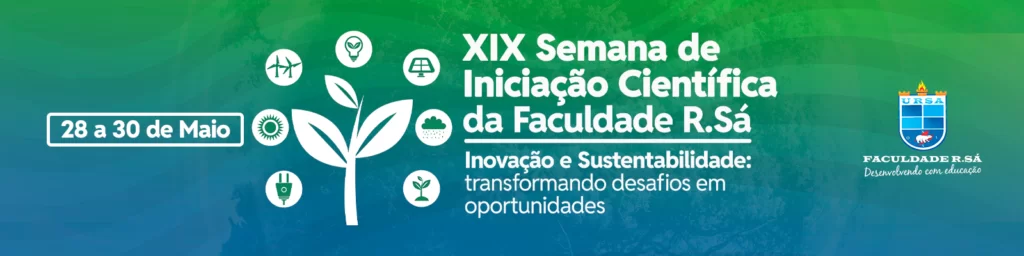 28 a 30 de Maio
XIX Semana de
Iniciação Científica
da Faculdade R.Sá
Inovação e Sustentabilidade:
transformando desafios em
oportunidades
URSA
FACULDADE R.SÁ
Desenvolvendo com educação